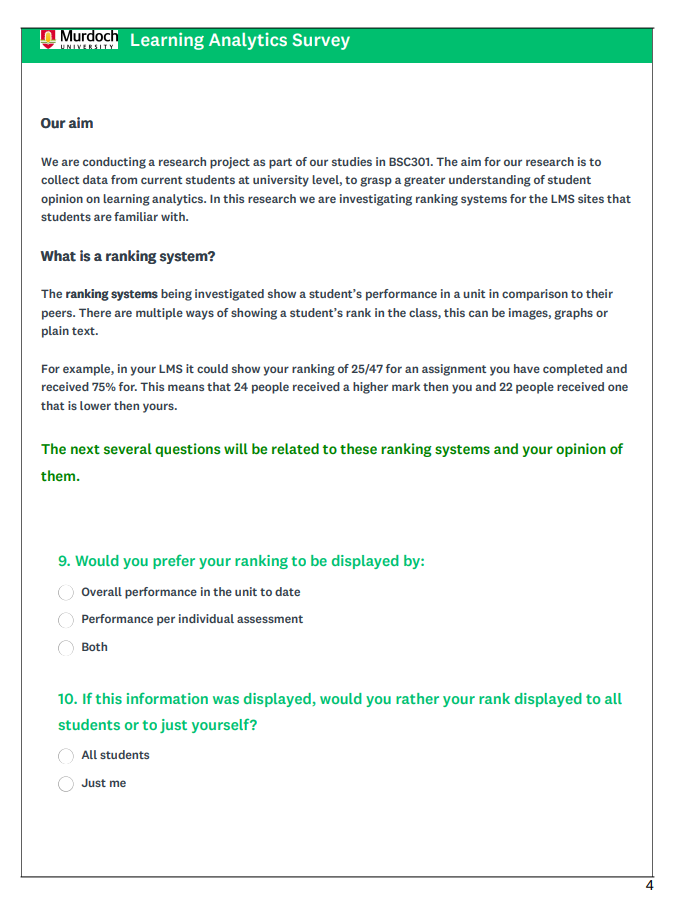 Murdoch
UNIVERSITY
Learning Analytics Survey
Our aim
We are conducting a research project as part of our studies in BSC301. The aim for our research is to
collect data from current students at university level, to grasp a greater understanding of student
opinion on learning analytics. In this research we are investigating ranking systems for the LMS sites that
students are familiar with.
What is a ranking system?
The ranking systems being investigated show a student’s performance in a unit in comparison to their
peers. There are multiple ways of showing a student’s rank in the class, this can be images, graphs or
plain text.
For example, in your LMS it could show your ranking of 25/47 for an assignment you have completed and
received 75% for. This means that 24 people received a higher mark then you and 22 people received one
that is lower then yours.
The next several questions will be related to these ranking systems and your opinion of
them.
9. Would you prefer your ranking to be displayed by:
Overall performance in the unit to date
Performance per individual assessment
Both
10. If this information was displayed, would you rather your rank displayed to all
students or to just yourself?
All students
Just me
4